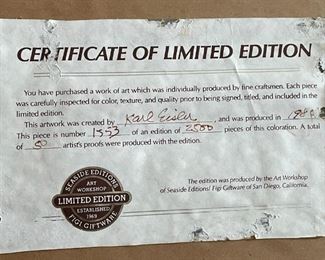 CERTIFICATE OF LIMITED EDITION
You have purchased a work of art which was individually produced by fine craftsmen. Each piece
was carefully inspected for color, texture, and quality prior to being signed, titled, and included in the
limited edition.
This artwork was created by Karl Eisler, and was produced in
This piece is number 1553 of an edition of 2500 pieces of this coloration. A total
of 50 artist's proofs were produced with the edition.
SEASIDE EDITIONS
ART
WORKSHOP
LIMITED EDITION
ESTABLISHED
1969
FIGI GIFTWARE
The edition was produced by the Art Workshop
of Seaside Editions/ Figi Giftware of San Diego, California.